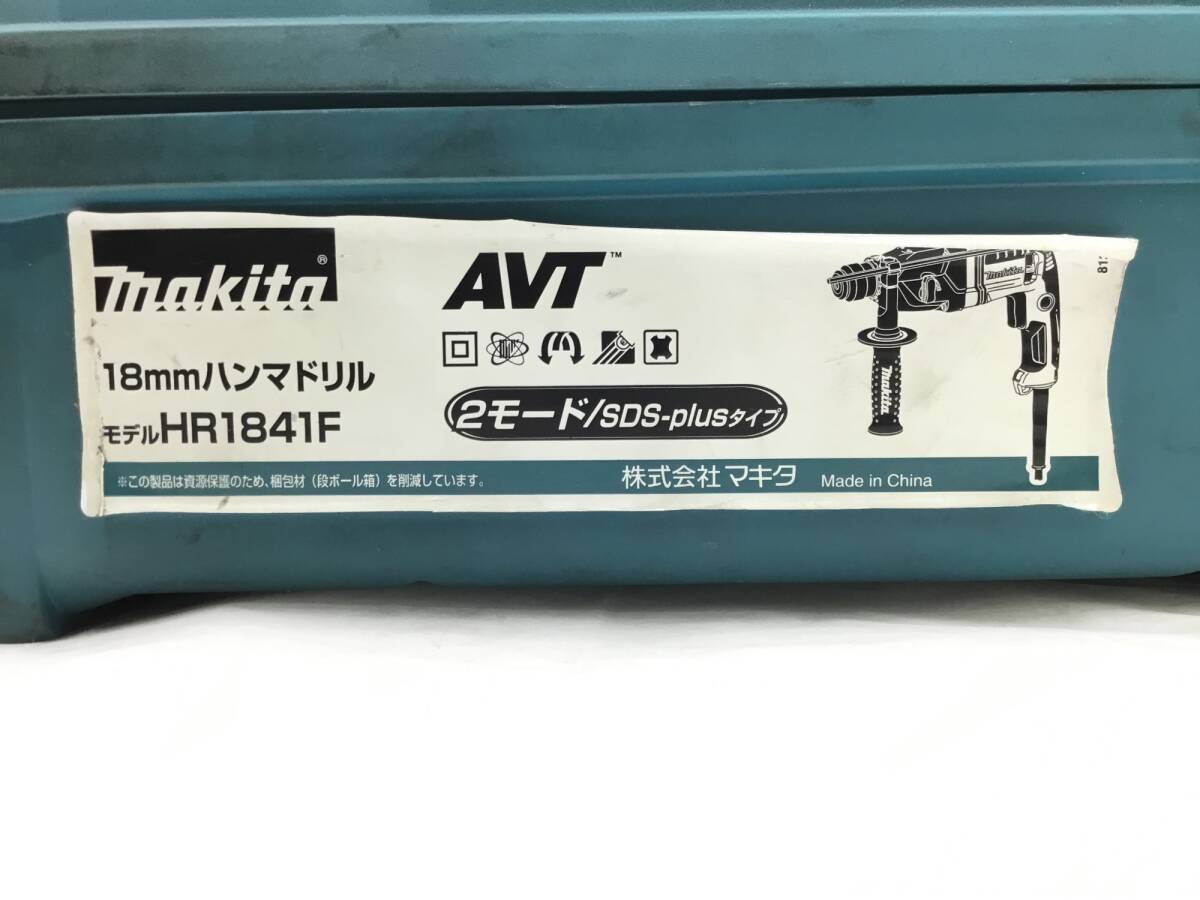 makita®
18mmハンマドリル
モデルHR1841F
AVT™
2モード/SDS-plusタイプ
makita
makita
※この製品は資源保護のため、梱包材（段ボール箱）を削減しています。
株式会社 マキタ Made in China